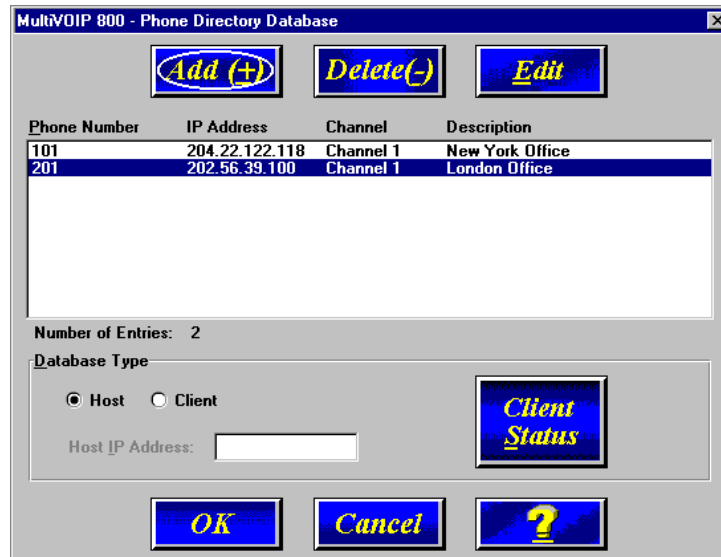 MultiVOIP 800 - Phone Directory Database
Add (+) Delete(-) Edit
Phone Number IP Address Channel Description
101 204.22.122.118 Channel 1 New York Office
201 202.56.39.100 Channel 1 London Office
Number of Entries: 2
Database Type
Host Client
Host IP Address:
Client
Status
OK Cancel ?